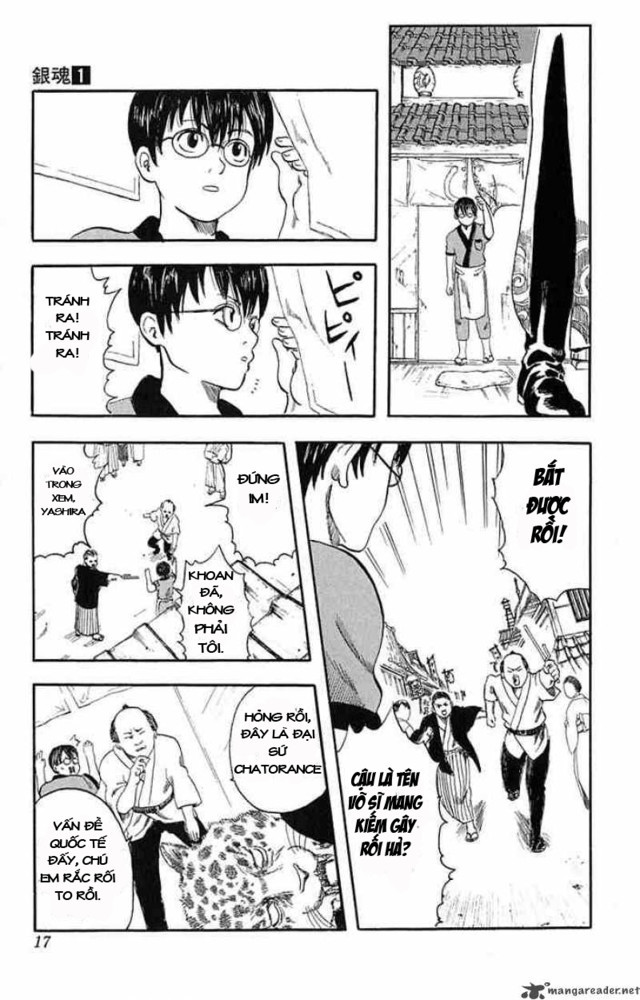 銀魂1
ピピー
TRÁNH
RA!
TRÁNH
RA!
BẮT
ĐƯỢC
RỒI!
CẬU LÀ TÊN
VÕ SĨ MANG
KIẾM GÂY
RỐI HẢ?
ĐỨNG
IM!
VÀO
TRONG
XEM,
YASHIRA
KHOAN
ĐÃ,
KHÔNG
PHẢI
TÔI.
HỎNG RỒI,
ĐÂY LÀ ĐẠI
SỨ
CHATORANCE
VẤN ĐỀ
QUỐC TẾ
ĐẤY, CHÚ
EM RẮC RỐI
TO RỒI.
17
mangareader.net